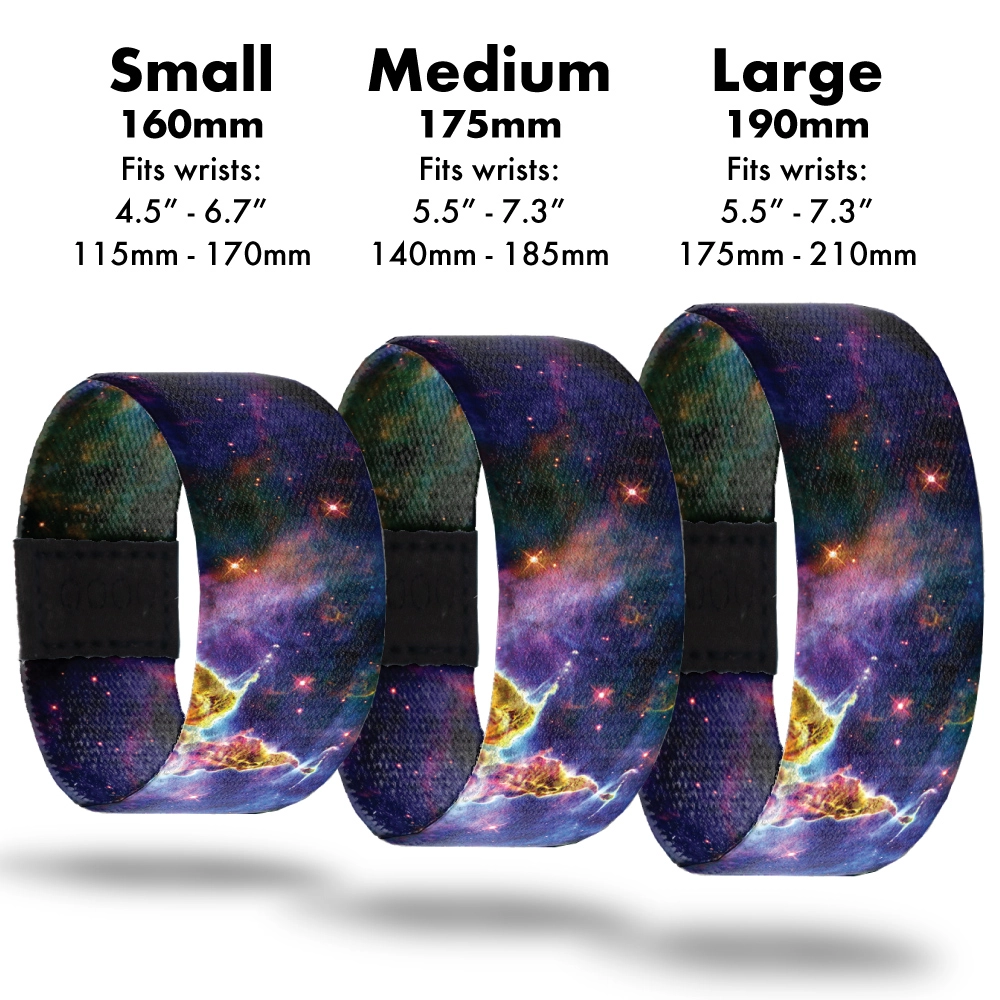 Small
160mm
Fits wrists:
4.5” - 6.7”
115mm - 170mm
Medium
175mm
Fits wrists:
5.5” - 7.3”
140mm - 185mm
Large
190mm
Fits wrists:
5.5” - 7.3”
175mm - 210mm